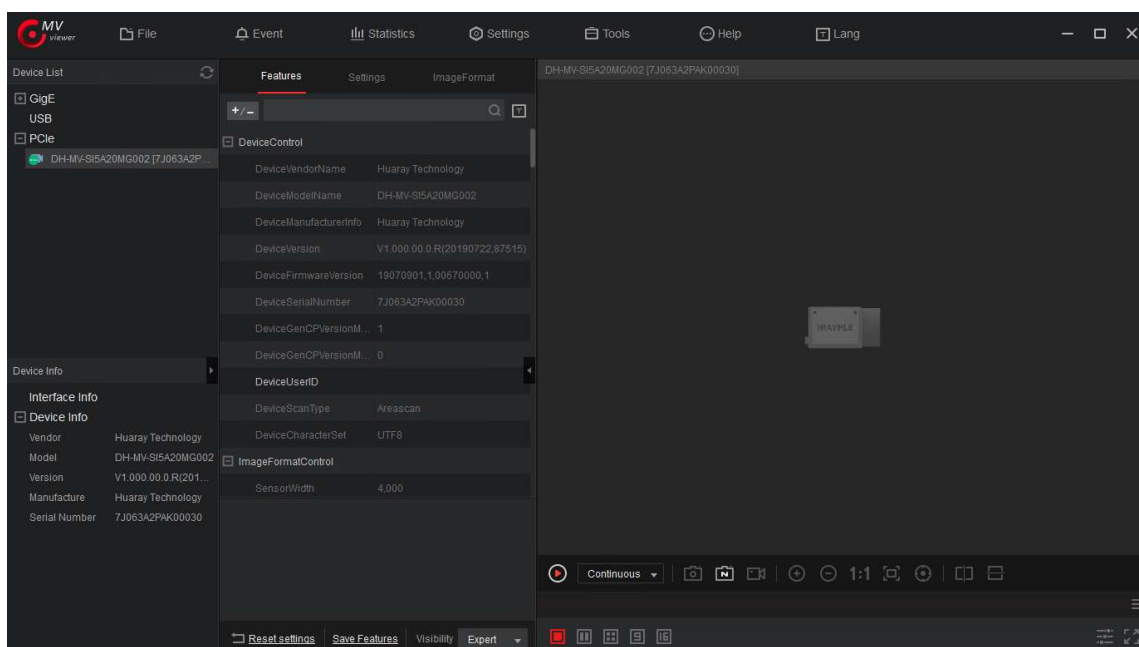 MV
viewer
File
Event
Statistics
Settings
Tools
Help
Lang
Device List
GigE
USB
PCIe
DH-MV-SI5A20MG002 [7J063A2P...
Device Info
Interface Info
Device Info
Vendor Huaray Technology
Model DH-MV-SI5A20MG002
Version V1.000.00.0.R(201...
Manufacture Huaray Technology
Serial Number 7J063A2PAK00030
Features Settings ImageFormat
+/-
DeviceControl
DeviceVendorName Huaray Technology
DeviceModelName DH-MV-SI5A20MG002
DeviceManufacturerInfo Huaray Technology
DeviceVersion V1.000.00.0.R(20190722,87515)
DeviceFirmwareVersion 19070901,1,00670000,1
DeviceSerialNumber 7J063A2PAK00030
DeviceGenCPVersionM... 1
DeviceGenCPVersionM... 0
DeviceUserID
DeviceScanType Areascan
DeviceCharacterSet UTF8
ImageFormatControl
SensorWidth 4,000
Reset settings Save Features Visibility Expert
DH-MV-SI5A20MG002 [7J063A2PAK00030]
IRAYPLE
Continuous N 1:1
9 16